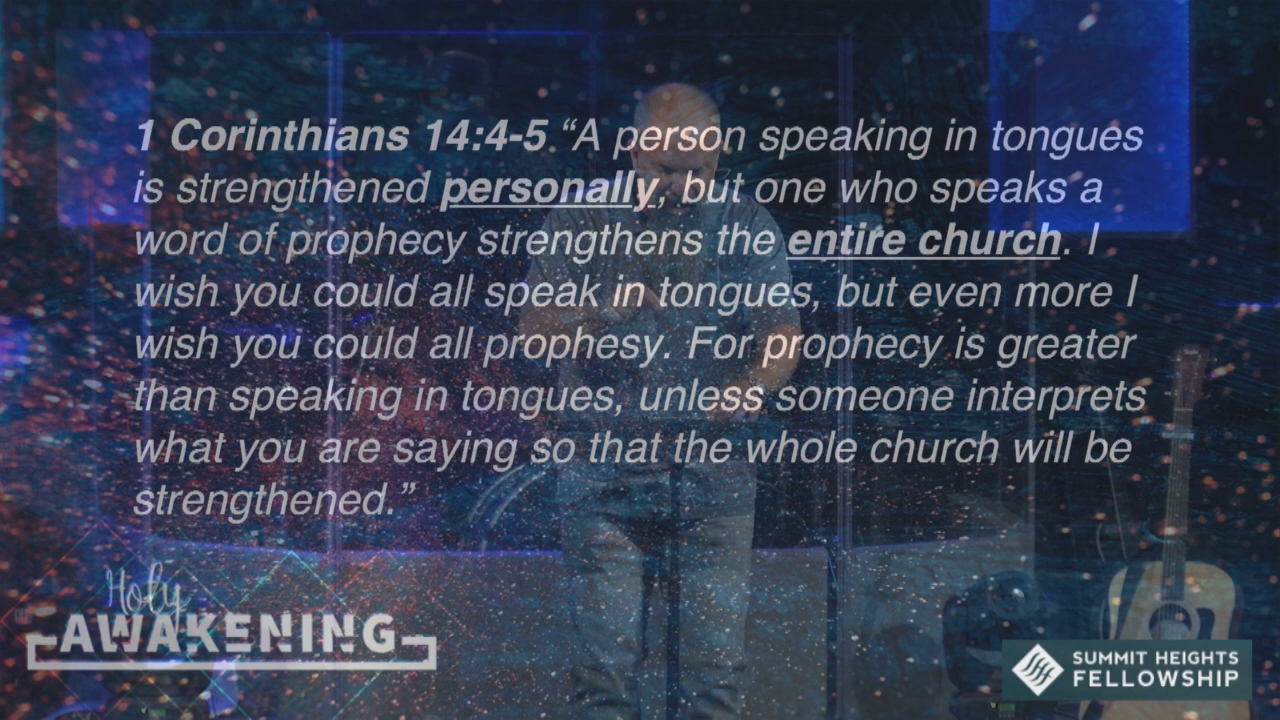 1 Corinthians 14:4-5 “A person speaking in tongues
is strengthened personally, but one who speaks a
word of prophecy strengthens the entire church. I
wish you could all speak in tongues, but even more I
wish you could all prophesy. For prophecy is greater
than speaking in tongues, unless someone interprets
what you are saying so that the whole church will be
strengthened.”
Holy
AWAKENING
SUMMIT HEIGHTS
FELLOWSHIP